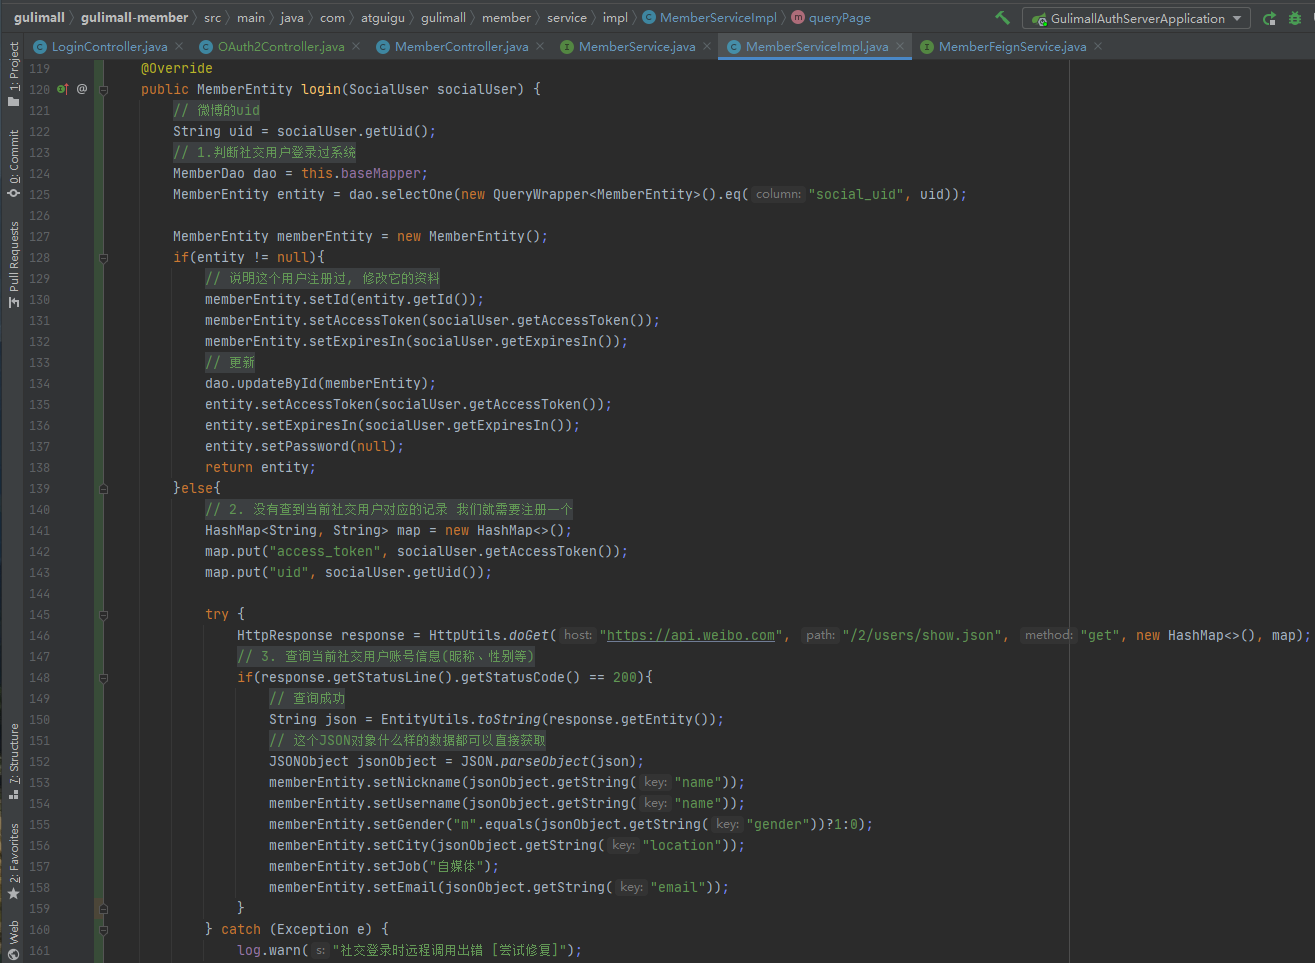 gulimall > gulimall-member > src > main > java > com > atguigu > gulimall > member > service > impl > MemberServiceImpl > queryPage
GulimallAuthServerApplication
LoginController.java × OAuth2Controller.java × MemberController.java × MemberService.java × MemberServiceImpl.java × MemberFeignService.java ×
1: Project
0: Commit
Pull Requests
7: Structure
2: Favorites
Web
119 @Override
120 @ public MemberEntity login(SocialUser socialUser) {
121 // 微博的uid
122 String uid = socialUser.getUid();
123 // 1.判断社交用户登录过系统
124 MemberDao dao = this.baseMapper;
125 MemberEntity entity = dao.selectOne(new QueryWrapper<MemberEntity>().eq( column: "social_uid", uid));
126
127 MemberEntity memberEntity = new MemberEntity();
128 if(entity != null){
129 // 说明这个用户注册过, 修改它的资料
130 memberEntity.setId(entity.getId());
131 memberEntity.setAccessToken(socialUser.getAccessToken());
132 memberEntity.setExpiresIn(socialUser.getExpiresIn());
133 // 更新
134 dao.updateById(memberEntity);
135 entity.setAccessToken(socialUser.getAccessToken());
136 entity.setExpiresIn(socialUser.getExpiresIn());
137 entity.setPassword(null);
138 return entity;
139 }else{
140 // 2. 没有查到当前社交用户对应的记录 我们就需要注册一个
141 HashMap<String, String> map = new HashMap<>();
142 map.put("access_token", socialUser.getAccessToken());
143 map.put("uid", socialUser.getUid());
144
145 try {
146 HttpResponse response = HttpUtils.doGet( host: "https://api.weibo.com", path: "/2/users/show.json", method: "get", new HashMap<>(), map);
147 // 3. 查询当前社交用户账号信息(昵称、性别等)
148 if(response.getStatusLine().getStatusCode() == 200){
149 // 查询成功
150 String json = EntityUtils.toString(response.getEntity());
151 // 这个JSON对象什么样的数据都可以直接获取
152 JSONObject jsonObject = JSON.parseObject(json);
153 memberEntity.setNickname(jsonObject.getString( key: "name"));
154 memberEntity.setUsername(jsonObject.getString( key: "name"));
155 memberEntity.setGender("m".equals(jsonObject.getString( key: "gender"))?1:0);
156 memberEntity.setCity(jsonObject.getString( key: "location"));
157 memberEntity.setJob("自媒体");
158 memberEntity.setEmail(jsonObject.getString( key: "email"));
159 }
160 } catch (Exception e) {
161 log.warn( s: "社交登录时远程调用出错 [尝试修复]");